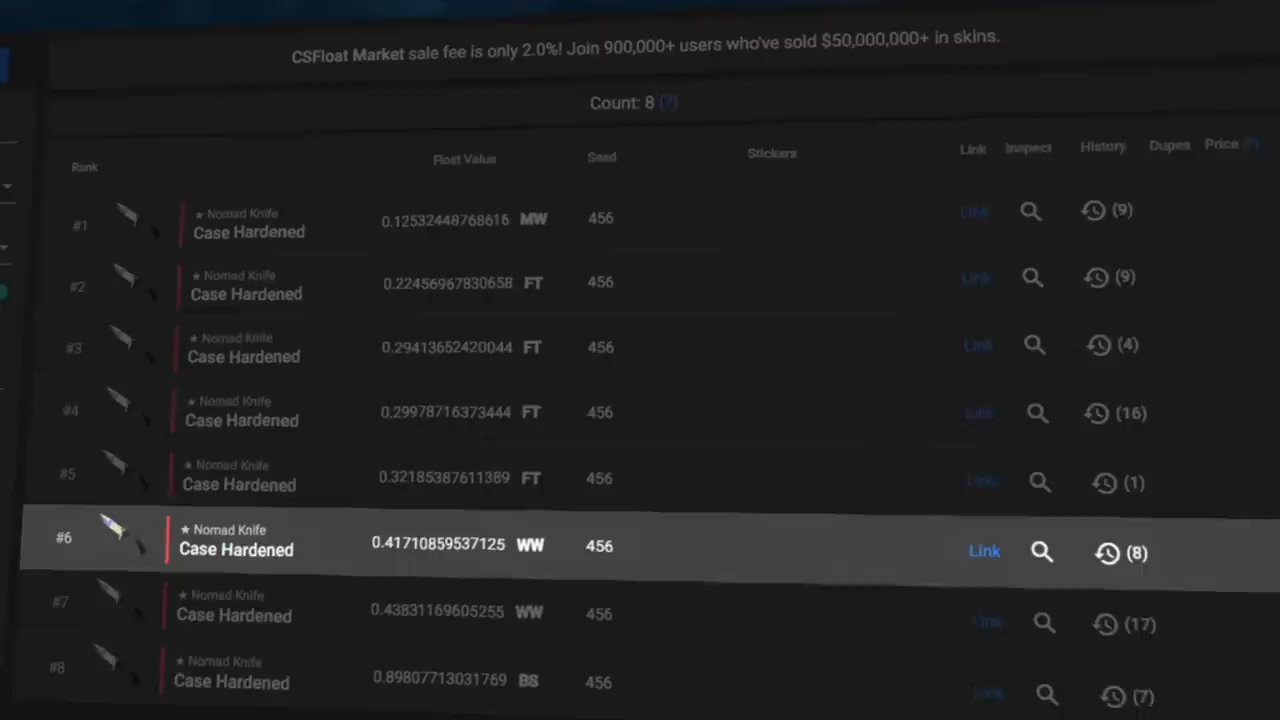 CSFloat Market sale fee is only 2.0%! Join 900,000+ users who've sold $50,000,000+ in skins.
Count: 8 (?)
Rank Float Value Seed Stickers Link Inspect History Dupes Price (?)
#1 ★ Nomad Knife Case Hardened 0.12532448768616 MW 456 Link (9)
#2 ★ Nomad Knife Case Hardened 0.22456967830658 FT 456 Link (9)
#3 ★ Nomad Knife Case Hardened 0.29413652420044 FT 456 Link (4)
#4 ★ Nomad Knife Case Hardened 0.29978716373444 FT 456 Link (16)
#5 ★ Nomad Knife Case Hardened 0.32185387611389 FT 456 Link (1)
#6 ★ Nomad Knife Case Hardened 0.41710859537125 WW 456 Link (8)
#7 ★ Nomad Knife Case Hardened 0.43831169605255 WW 456 Link (17)
#8 ★ Nomad Knife Case Hardened 0.89807713031769 BS 456 Link (7)